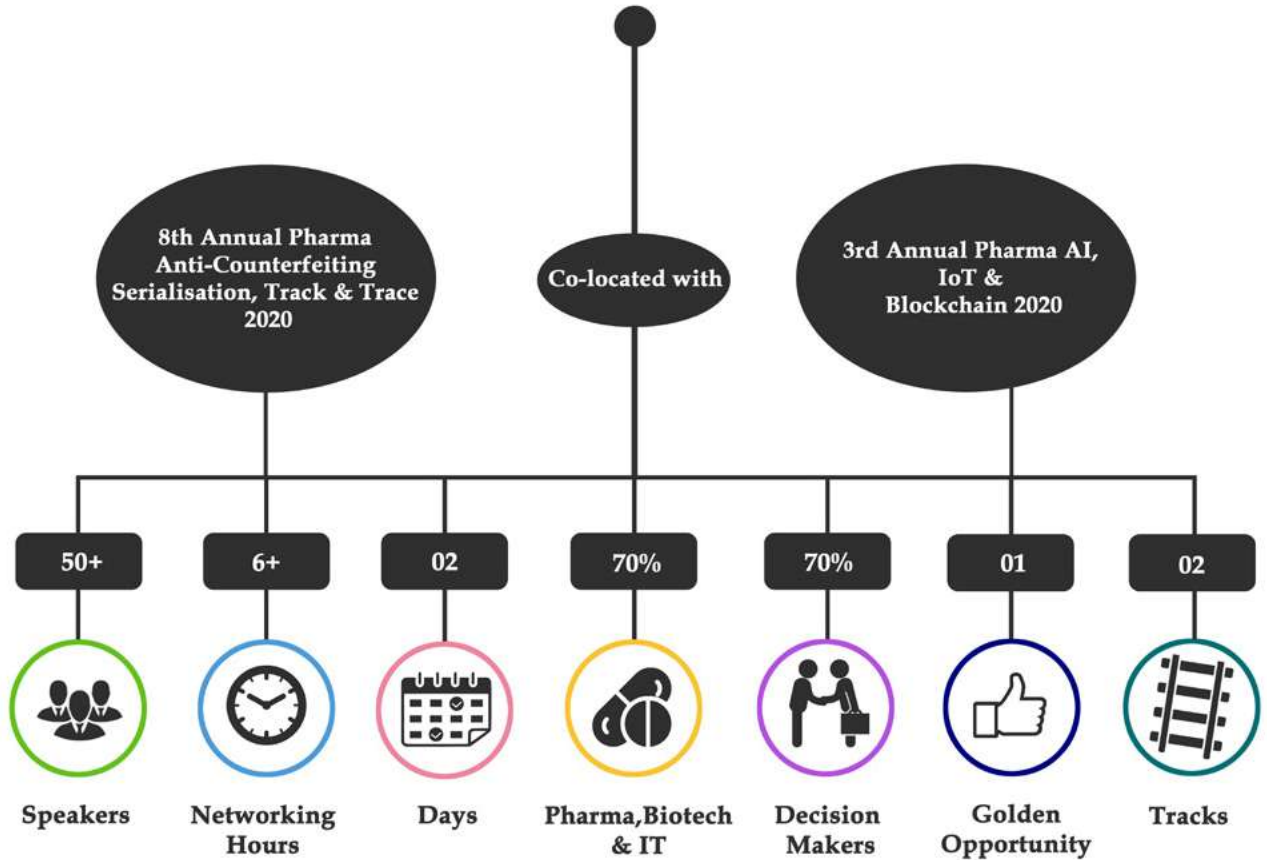 8th Annual Pharma
Anti-Counterfeiting
Serialisation, Track & Trace
2020
Co-located with
3rd Annual Pharma AI,
IoT &
Blockchain 2020
50+
6+
02
70%
70%
01
02
Speakers
Networking
Hours
Days
Pharma,Biotech
& IT
Decision
Makers
Golden
Opportunity
Tracks